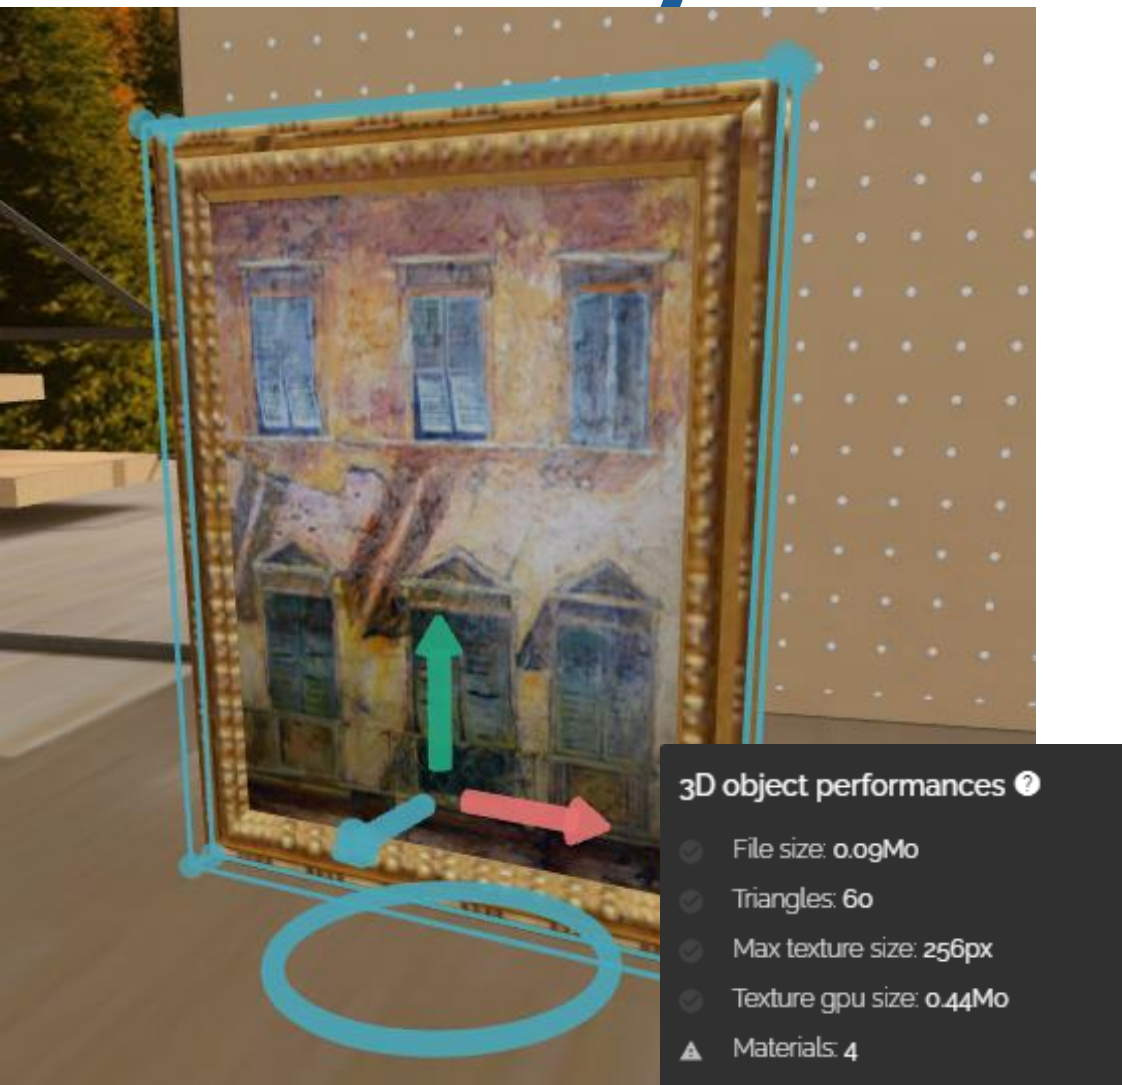 3D object performances ?
File size: 0.09Mo
Triangles: 60
Max texture size: 256px
Texture gpu size: 0.44Mo
Materials: 4